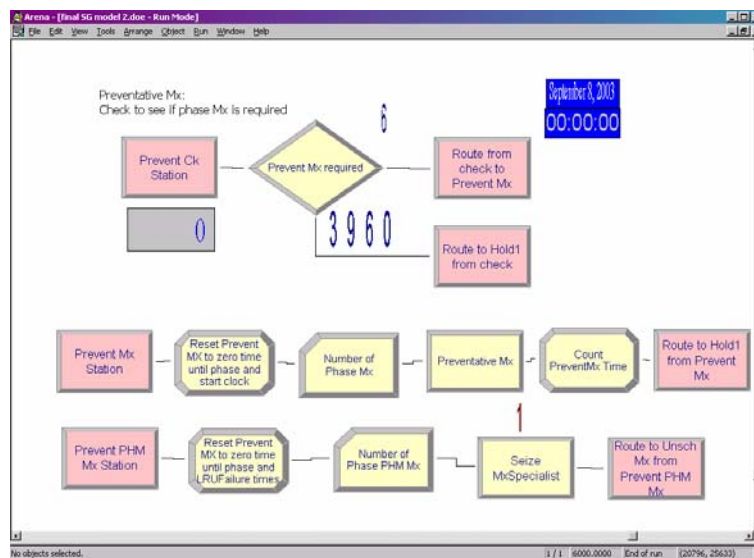 Arena - [final SG model 2.doe - Run Mode]
File Edit View Tools Arrange Object Run Window Help
Preventative Mx:
Check to see if phase Mx is required
6
September 8, 2003
00:00:00
Prevent Ck
Station
Prevent Mx required
Route from
check to
Prevent Mx
0
3960
Route to Hold1
from check
Prevent Mx
Station
Reset Prevent
MX to zero time
until phase and
start clock
Number of
Phase Mx
Preventative Mx
Count
PreventMx Time
Route to Hold1
from Prevent
Mx
1
Prevent PHM
Mx Station
Reset Prevent
MX to zero time
until phase and
LRUFailure times
Number of
Phase PHM Mx
Seize
MxSpecialist
Route to Unsch
Mx from
Prevent PHM
Mx
No objects selected.
1 / 1 6000.0000 End of run (20796, 25633)